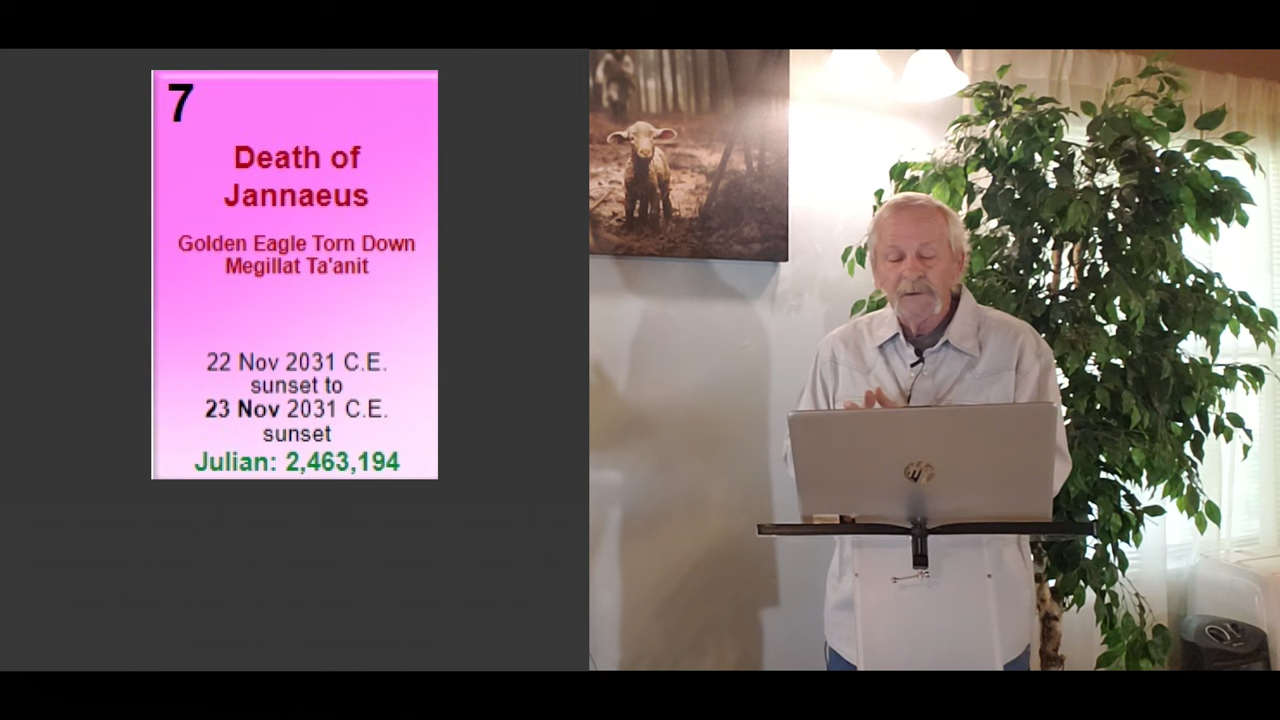 7
Death of
Jannaeus
Golden Eagle Torn Down
Megillat Ta'anit
22 Nov 2031 C.E.
sunset to
23 Nov 2031 C.E.
sunset
Julian: 2,463,194
hp